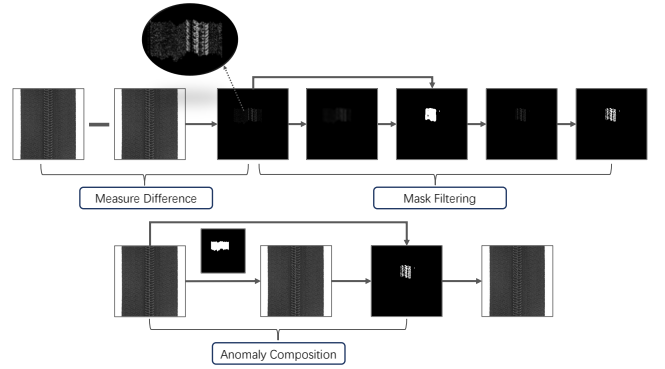 Measure Difference
Mask Filtering
Anomaly Composition